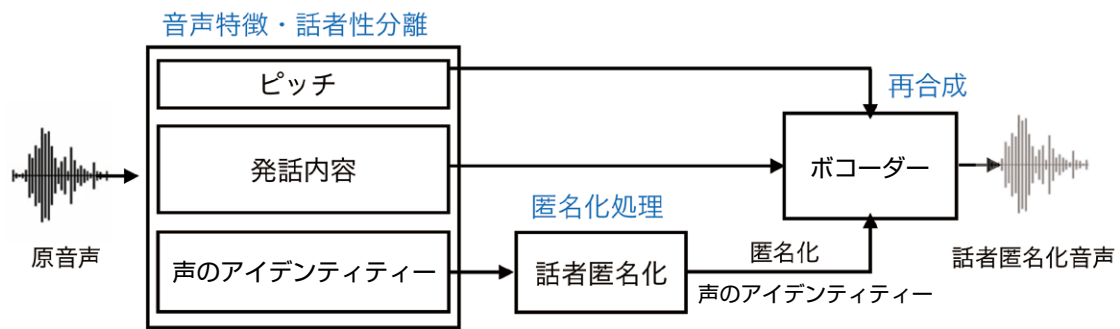 音声特徴・話者性分離
ピッチ
再合成
発話内容
ボコーダー
匿名化処理
原音声
声のアイデンティティー
話者匿名化
匿名化
声のアイデンティティー
話者匿名化音声